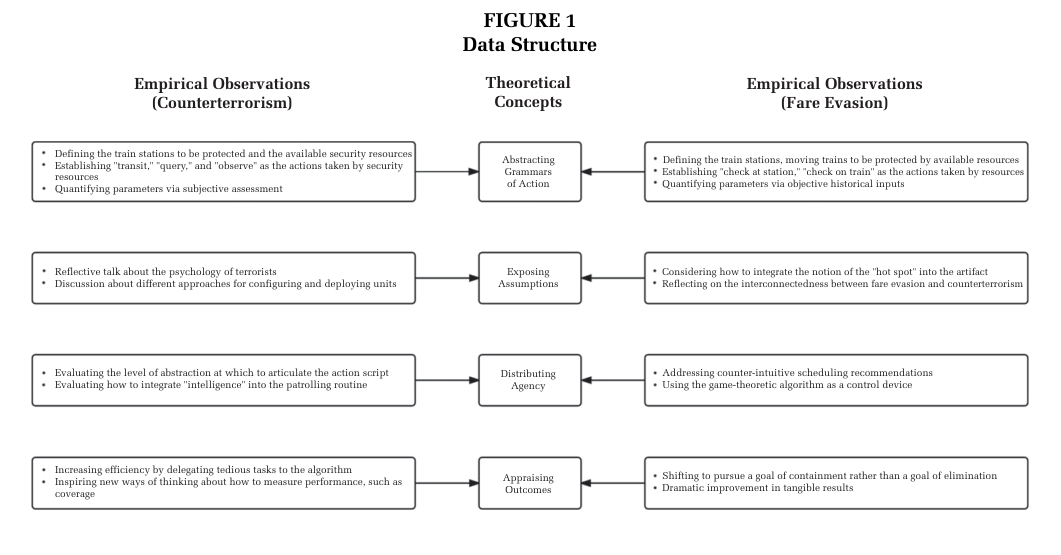 FIGURE 1
Data Structure
Empirical Observations
(Counterterrorism)
Theoretical
Concepts
Empirical Observations
(Fare Evasion)
• Defining the train stations to be protected and the available security resources
• Establishing "transit," "query," and "observe" as the actions taken by security
resources
• Quantifying parameters via subjective assessment
Abstracting
Grammars
of Action
• Defining the train stations, moving trains to be protected by available resources
• Establishing "check at station," "check on train" as the actions taken by resources
• Quantifying parameters via objective historical inputs
• Reflective talk about the psychology of terrorists
• Discussion about different approaches for configuring and deploying units
Exposing
Assumptions
• Considering how to integrate the notion of the "hot spot" into the artifact
• Reflecting on the interconnectedness between fare evasion and counterterrorism
• Evaluating the level of abstraction at which to articulate the action script
• Evaluating how to integrate "intelligence" into the patrolling routine
Distributing
Agency
• Addressing counter-intuitive scheduling recommendations
• Using the game-theoretic algorithm as a control device
• Increasing efficiency by delegating tedious tasks to the algorithm
• Inspiring new ways of thinking about how to measure performance, such as
coverage
Appraising
Outcomes
• Shifting to pursue a goal of containment rather than a goal of elimination
• Dramatic improvement in tangible results